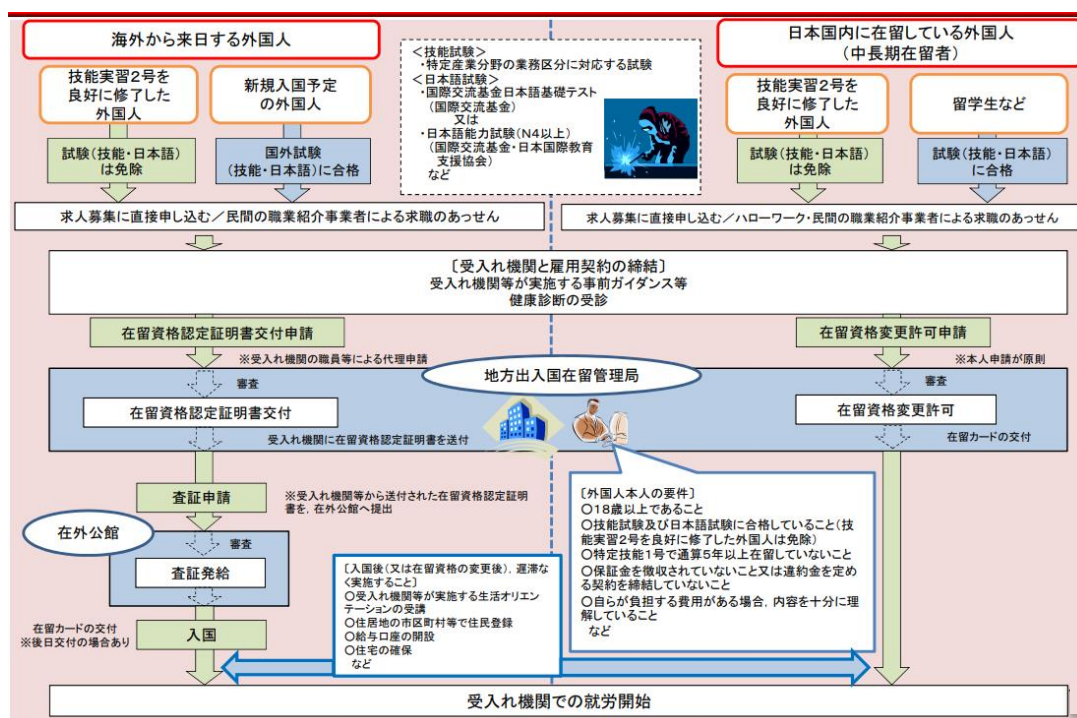 海外から来日する外国人
技能実習2号を
良好に修了した
外国人
新規入国予定
の外国人
試験(技能・日本語)
は免除
国外試験
(技能・日本語)に合格
求人募集に直接申し込む/民間の職業紹介事業者による求職のあっせん
<技能試験>
・特定産業分野の業務区分に対応する試験
<日本語試験>
・国際交流基金日本語基礎テスト
(国際交流基金)
又は
・日本語能力試験(N4以上)
(国際交流基金・日本国際教育
支援協会)
など
日本国内に在留している外国人
(中長期在留者)
技能実習2号を
良好に修了した
外国人
留学生など
試験(技能・日本語)
は免除
試験(技能・日本語)
に合格
求人募集に直接申し込む/ハローワーク・民間の職業紹介事業者による求職のあっせん
〔受入れ機関と雇用契約の締結〕
受入れ機関等が実施する事前ガイダンス等
健康診断の受診
在留資格認定証明書交付申請
※受入れ機関の職員等による代理申請
在留資格変更許可申請
※本人申請が原則
地方出入国在留管理局
審査
在留資格認定証明書交付
受入れ機関に在留資格認定証明書を送付
審査
在留資格変更許可
在留カードの交付
査証申請
※受入れ機関等から送付された在留資格認定証明
書を,在外公館へ提出
在外公館
審査
査証発給
在留カードの交付
※後日交付の場合あり
入国
〔入国後(又は在留資格の変更後),遅滞な
く実施すること〕
○受入れ機関等が実施する生活オリエン
テーションの受講
○住居地の市区町村等で住民登録
○給与口座の開設
○住宅の確保
など
〔外国人本人の要件〕
○18歳以上であること
○技能試験及び日本語試験に合格していること(技
能実習2号を良好に修了した外国人は免除)
○特定技能1号で通算5年以上在留していないこと
○保証金を徴収されていないこと又は違約金を定め
る契約を締結していないこと
○自らが負担する費用がある場合,内容を十分に理
解していること
など
受入れ機関での就労開始